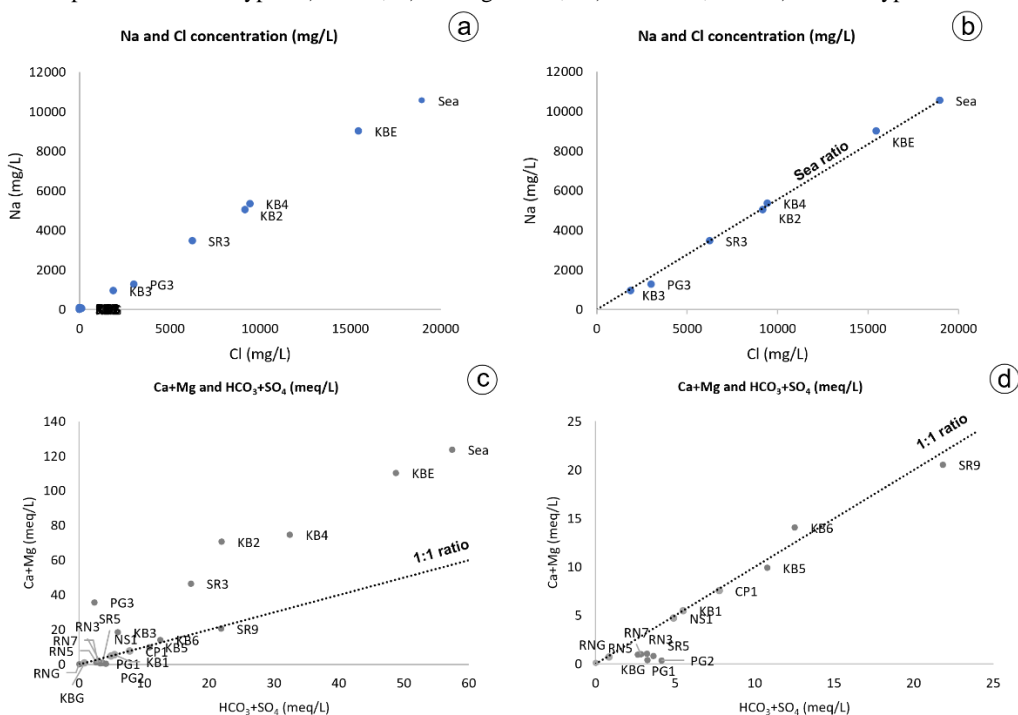 Na and Cl concentration (mg/L)
a
12000
10000
8000
6000
4000
2000
0
Na (mg/L)
Sea
KBE
KB4
KB2
SR3
PG3
KB3
0
5000
10000
15000
20000
Cl (mg/L)
Na and Cl concentration (mg/L)
b
12000
10000
8000
6000
4000
2000
0
Na (mg/L)
Sea
Sea ratio
KBE
KB4
KB2
SR3
PG3
KB3
0
5000
10000
15000
20000
Cl (mg/L)
Ca+Mg and HCO₃+SO₄ (meq/L)
c
140
120
100
80
60
40
20
0
Ca+Mg (meq/L)
Sea
KBE
KB4
KB2
1:1 ratio
SR3
PG3
SR5
RN3
KB3
SR9
RN7
NS1
KB6
RN5
CP1
KB5
RNG
PG1
KB1
PG2
KBG
0
10
20
30
40
50
60
HCO₃+SO₄ (meq/L)
Ca+Mg and HCO₃+SO₄ (meq/L)
d
25
20
15
10
5
0
Ca+Mg (meq/L)
1:1 ratio
SR9
KB6
KB5
CP1
KB1
NS1
RN7
RN3
RNG
RN5
SR5
KBG
PG1
PG2
0
5
10
15
20
25
HCO₃+SO₄ (meq/L)